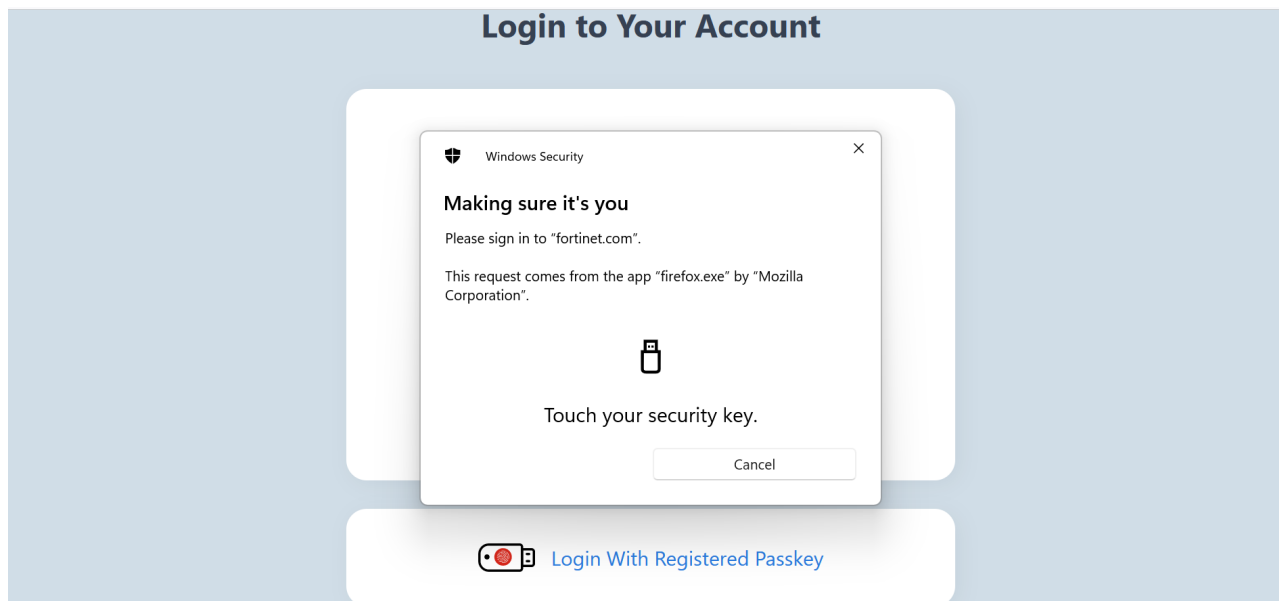 Login to Your Account
Windows Security
Making sure it's you
Please sign in to “fortinet.com”.
This request comes from the app “firefox.exe” by “Mozilla
Corporation”.
Touch your security key.
Cancel
Login With Registered Passkey